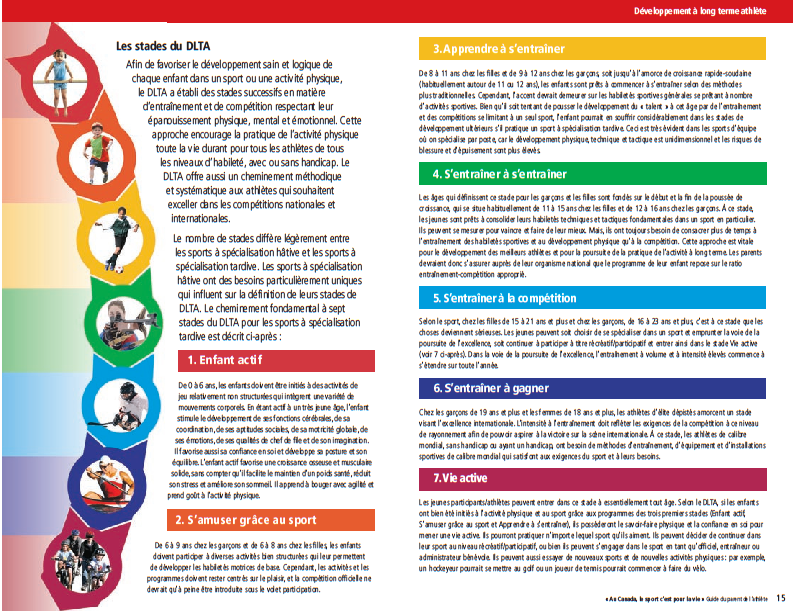 Développement à long terme athlète
Les stades du DLTA
Afin de favoriser le développement sain et logique de
chaque enfant dans un sport ou une activité physique,
le DLTA a établi des stades successifs en matière
d'entraînement et de compétition respectant leur
épanouissement physique, mental et émotionnel. Cette
approche encourage la pratique de l'activité physique
toute la vie durant pour tous les athlètes de tous
les niveaux d'habileté, avec ou sans handicap. Le
DLTA offre aussi un cheminement méthodique
et systématique aux athlètes qui souhaitent
exceller dans les compétitions nationales et
internationales.
Le nombre de stades diffère légèrement entre
les sports à spécialisation hâtive et les sports à
spécialisation tardive. Les sports à spécialisation
hâtive ont des besoins particulièrement uniques
qui influent sur la définition de leurs stades de
DLTA. Le cheminement fondamental à sept
stades du DLTA pour les sports à spécialisation
tardive est décrit ci-après :
1. Enfant actif
De 0 à 6 ans, les enfants doivent être initiés à des activités de
jeu relativement non structurées qui intègrent une variété de
mouvements corporels. En étant actif à un très jeune âge, l'enfant
stimule le développement de ses fonctions cérébrales, de sa
coordination, de ses aptitudes sociales, de sa motricité globale, de
ses émotions, de ses qualités de chef de file et de son imagination.
Il favorise aussi sa confiance en soi et développe sa posture et son
équilibre. L'enfant actif favorise une croissance osseuse et musculaire
solide, sans compter qu'il facilite le maintien d'un poids santé, réduit
son stress et améliore son sommeil. Il apprend à bouger avec agilité et
prend goût à l'activité physique.
2. S'amuser grâce au sport
De 6 à 9 ans chez les garçons et de 6 à 8 ans chez les filles, les enfants
doivent participer à diverses activités bien structurées qui leur permettent
de développer les habiletés motrices de base. Cependant, les activités et les
programmes doivent rester centrés sur le plaisir, et la compétition officielle ne
devrait qu'à peine être introduite sous le volet participation.
3. Apprendre à s'entraîner
De 8 à 11 ans chez les filles et de 9 à 12 ans chez les garçons, soit jusqu'à l'amorce de croissance rapide-soudaine
(habituellement autour de 11 ou 12 ans), les enfants sont prêts à commencer à s'entraîner selon des méthodes
plus traditionnelles. Cependant, l'accent devrait demeurer sur les habiletés sportives générales se prêtant à nombre
d'activités sportives. Bien qu'il soit tentant de pousser le développement du « talent » à cet âge par de l'entraînement
et des compétitions se limitant à un seul sport, l'enfant pourrait en souffrir considérablement dans les stades de
développement ultérieurs s'il pratique un sport à spécialisation tardive. Ceci est très évident dans les sports d'équipe
où on spécialise par poste, car le développement physique, technique et tactique est unidimensionnel et les risques de
blessure et d'épuisement sont plus élevés.
4. S'entraîner à s'entraîner
Les âges qui définissent ce stade pour les garçons et les filles sont fondés sur le début et la fin de la poussée de
croissance, qui se situe habituellement de 11 à 15 ans chez les filles et de 12 à 16 ans chez les garçons. À ce stade,
les jeunes sont prêts à consolider leurs habiletés techniques et tactiques fondamentales dans un sport en particulier.
Ils peuvent se mesurer pour vaincre et faire de leur mieux. Mais, ils ont toujours besoin de consacrer plus de temps à
l'entraînement des habiletés sportives et au développement physique qu'à la compétition. Cette approche est vitale
pour le développement des meilleurs athlètes et pour la poursuite de la pratique de l'activité à long terme. Les parents
devraient donc s'assurer auprès de leur organisme national que le programme de leur enfant repose sur le ratio
entraînement-compétition approprié.
5. S'entraîner à la compétition
Selon le sport, chez les filles de 15 à 21 ans et plus et chez les garçons, de 16 à 23 ans et plus, c'est à ce stade que les
choses deviennent sérieuses. Les jeunes peuvent soit choisir de se spécialiser dans un sport et emprunter la voie de la
poursuite de l'excellence, soit continuer à participer à titre récréatif/participatif et entrer ainsi dans le stade Vie active
(voir 7 ci-après). Dans la voie de la poursuite de l'excellence, l'entraînement à volume et à intensité élevés commence à
s'étendre sur toute l'année.
6. S'entraîner à gagner
Chez les garçons de 19 ans et plus et les femmes de 18 ans et plus, les athlètes d'élite dépistés amorcent un stade
visant l'excellence internationale. L'intensité à l'entraînement doit refléter les exigences de la compétition à ce niveau
de rayonnement afin de pouvoir aspirer à la victoire sur la scène internationale. À ce stade, les athlètes de calibre
mondial, sans handicap ou ayant un handicap, ont besoin de méthodes d'entraînement, d'équipement et d'installations
sportives de calibre mondial qui satisfont aux exigences du sport et à leurs besoins.
7. Vie active
Les jeunes participants/athlètes peuvent entrer dans ce stade à essentiellement tout âge. Selon le DLTA, si les enfants
ont bien été initiés à l'activité physique et au sport grâce aux programmes des trois premiers stades (Enfant actif,
S'amuser grâce au sport et Apprendre à s'entraîner), ils posséderont le savoir-faire physique et la confiance en soi pour
mener une vie active. Ils pourront pratiquer n'importe lequel sport qu'ils aiment. Ils peuvent décider de continuer dans
leur sport au niveau récréatif/participatif, ou bien ils peuvent s'engager dans le sport en tant qu'officiel, entraîneur ou
administrateur bénévole. Ils peuvent aussi essayer de nouveaux sports et de nouvelles activités physiques : par exemple,
un hockeyeur pourrait se mettre au golf ou un joueur de tennis pourrait commencer à faire du vélo.
« Au Canada, le sport c'est pour la vie » Guide du parent de l'athlète 15